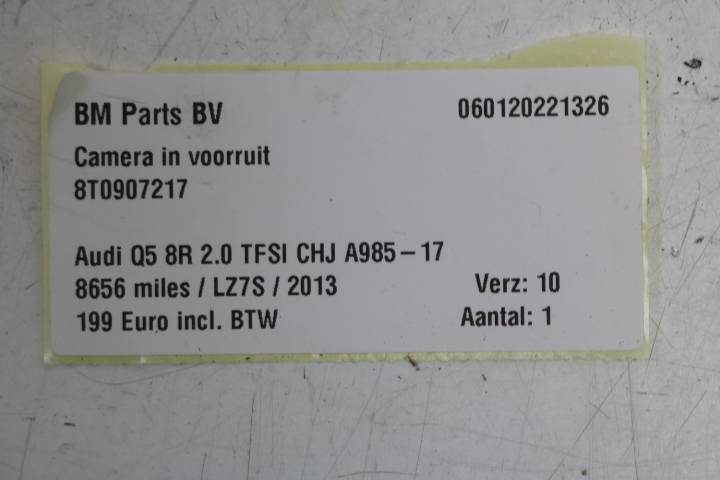 BM Parts BV 060120221326
Camera in voorruit
8T0907217
Audi Q5 8R 2.0 TFSI CHJ A985-17
8656 miles / LZ7S / 2013 Verz: 10
199 Euro incl. BTW Aantal: 1